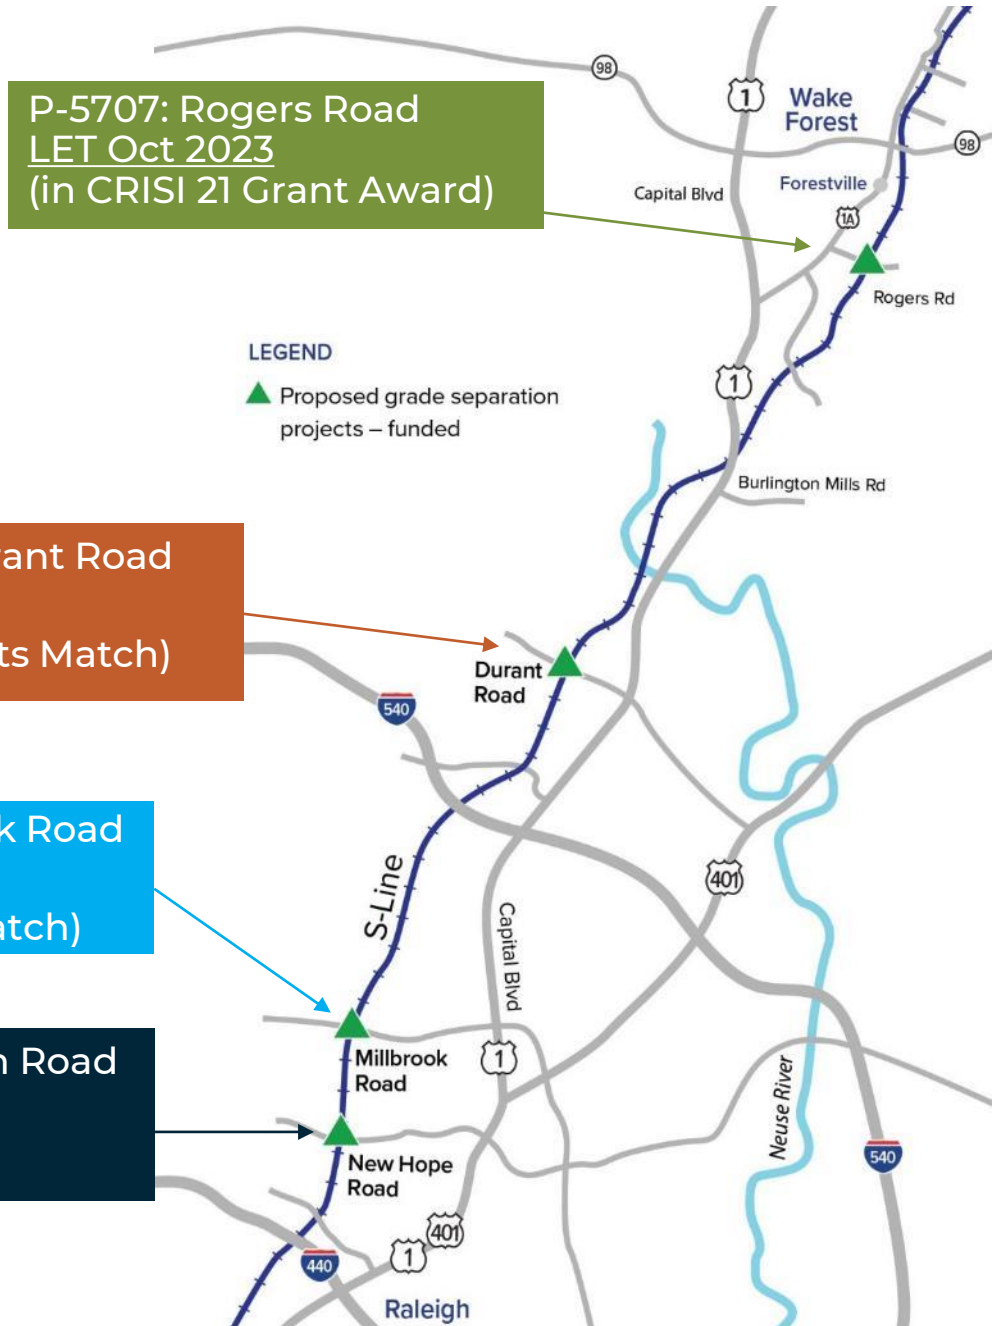 98
1
Wake
Forest
P-5707: Rogers Road
LET Oct 2023
(in CRISI 21 Grant Award)
98
Forestville
Capital Blvd
1A
Rogers Rd
LEGEND
Proposed grade separation
projects – funded
1
Burlington Mills Rd
rant Road
ts Match)
Durant
Road
540
k Road
atch)
S-Line
401
Capital Blvd
Millbrook
Road
1
n Road
Neuse River
540
New Hope
Road
401
1
440
Raleigh